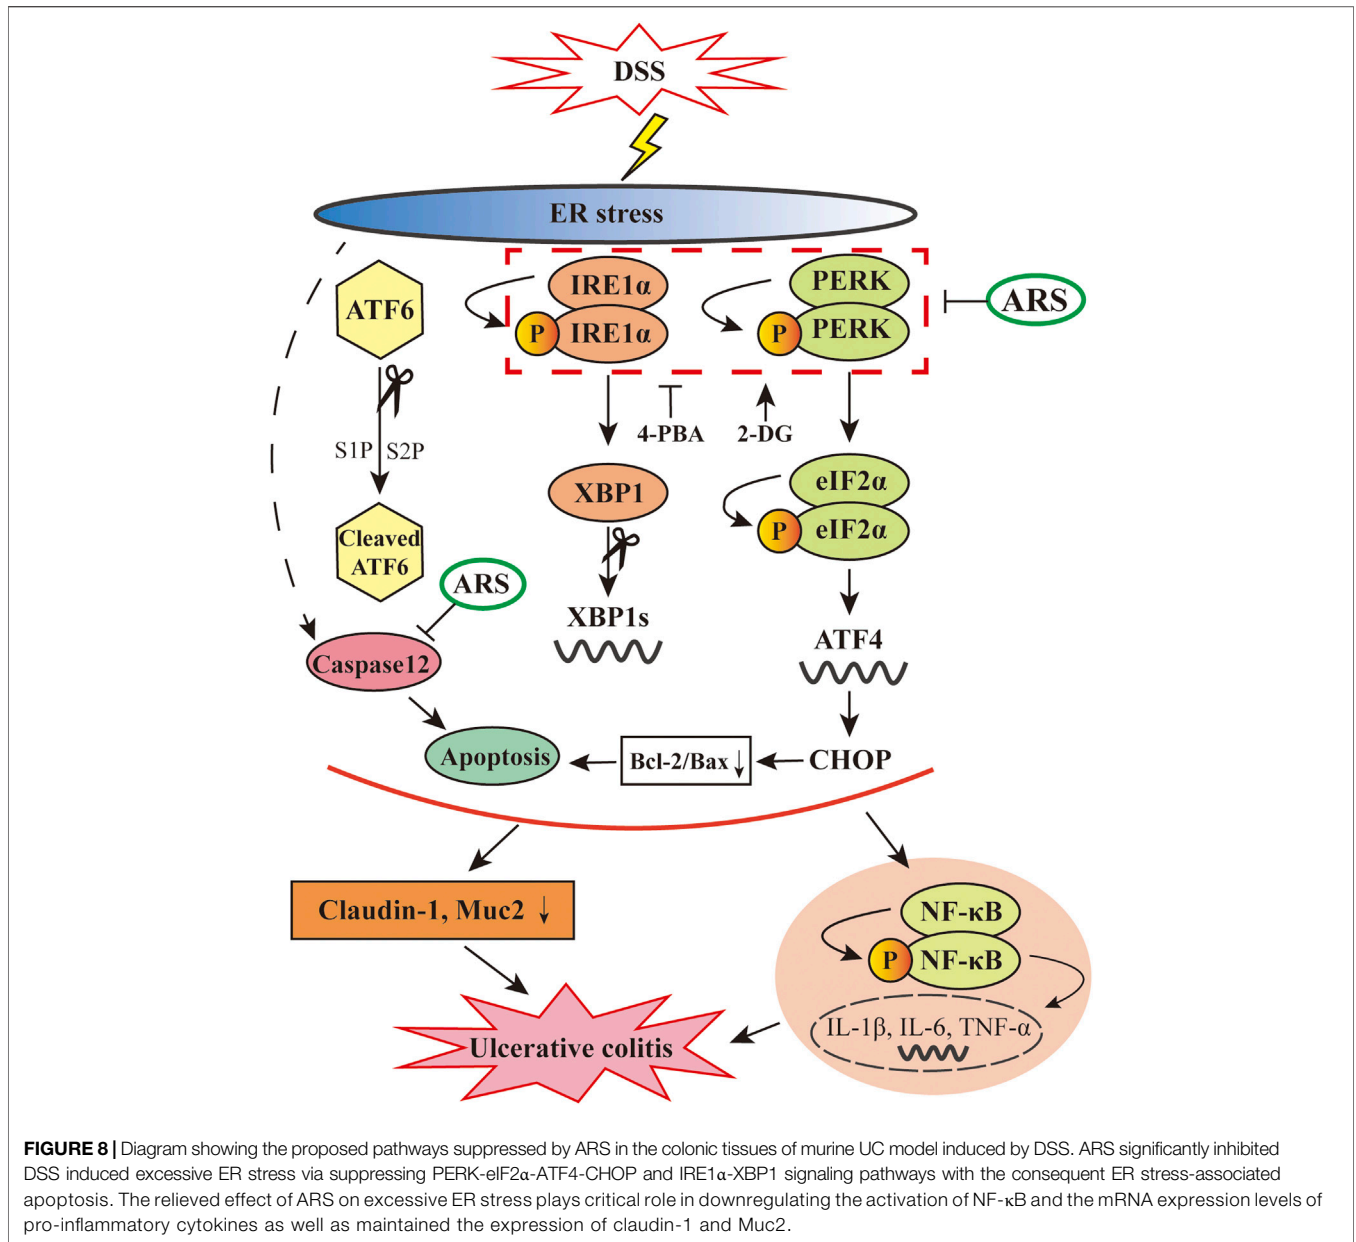 DSS
ER stress
ATF6
IRE1α
P
IRE1α
PERK
P
PERK
ARS
S1P
S2P
4-PBA
2-DG
Cleaved
ATF6
XBP1
eIF2α
P
eIF2α
ARS
XBP1s
ATF4
Caspase12
Apoptosis
Bcl-2/Bax ↓
CHOP
Claudin-1, Muc2 ↓
NF-κB
P
NF-κB
IL-1β, IL-6, TNF-α
Ulcerative colitis
FIGURE 8 | Diagram showing the proposed pathways suppressed by ARS in the colonic tissues of murine UC model induced by DSS. ARS significantly inhibited
DSS induced excessive ER stress via suppressing PERK-eIF2α-ATF4-CHOP and IRE1α-XBP1 signaling pathways with the consequent ER stress-associated
apoptosis. The relieved effect of ARS on excessive ER stress plays critical role in downregulating the activation of NF-κB and the mRNA expression levels of
pro-inflammatory cytokines as well as maintained the expression of claudin-1 and Muc2.